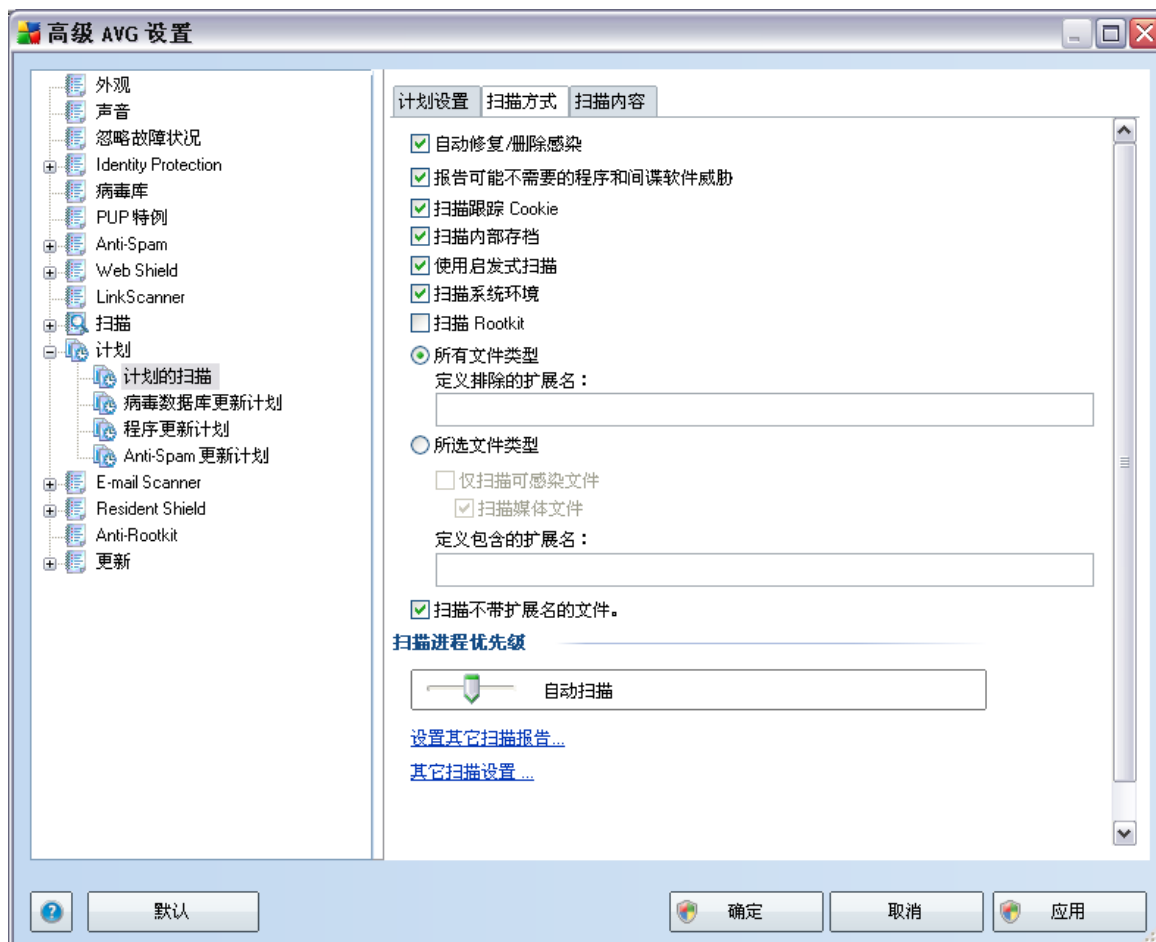 高级 AVG 设置
外观
声音
忽略故障状况
Identity Protection
病毒库
PUP 特例
Anti-Spam
Web Shield
LinkScanner
扫描
计划
计划的扫描
病毒数据库更新计划
程序更新计划
Anti-Spam 更新计划
E-mail Scanner
Resident Shield
Anti-Rootkit
更新
计划设置 扫描方式 扫描内容
自动修复/删除感染
报告可能不需要的程序和间谍软件威胁
扫描跟踪 Cookie
扫描内部存档
使用启发式扫描
扫描系统环境
扫描 Rootkit
所有文件类型
定义排除的扩展名：
所选文件类型
仅扫描可感染文件
扫描媒体文件
定义包含的扩展名：
扫描不带扩展名的文件。
扫描进程优先级
自动扫描
设置其它扫描报告...
其它扫描设置 ...
默认 确定 取消 应用